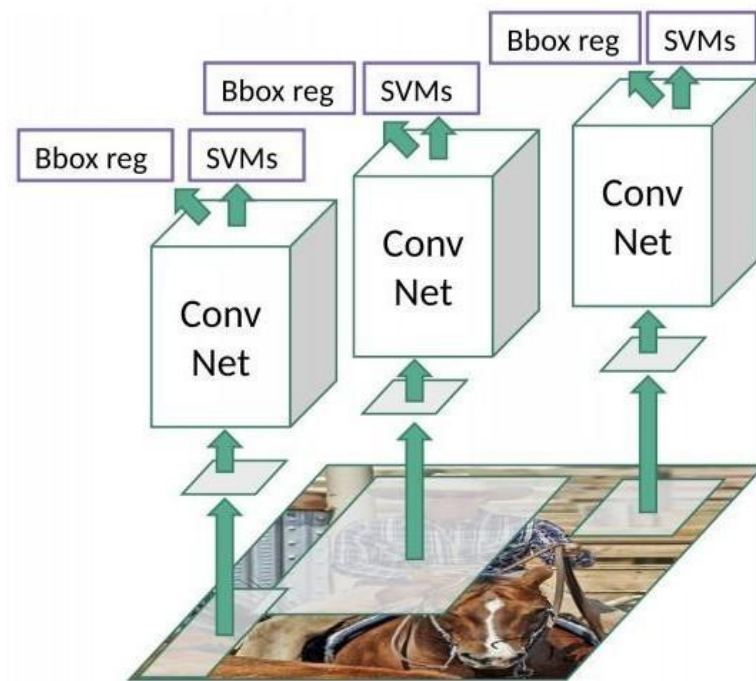 Bbox reg
SVMs
Bbox reg
SVMs
Bbox reg
SVMs
Conv
Net
Conv
Net
Conv
Net